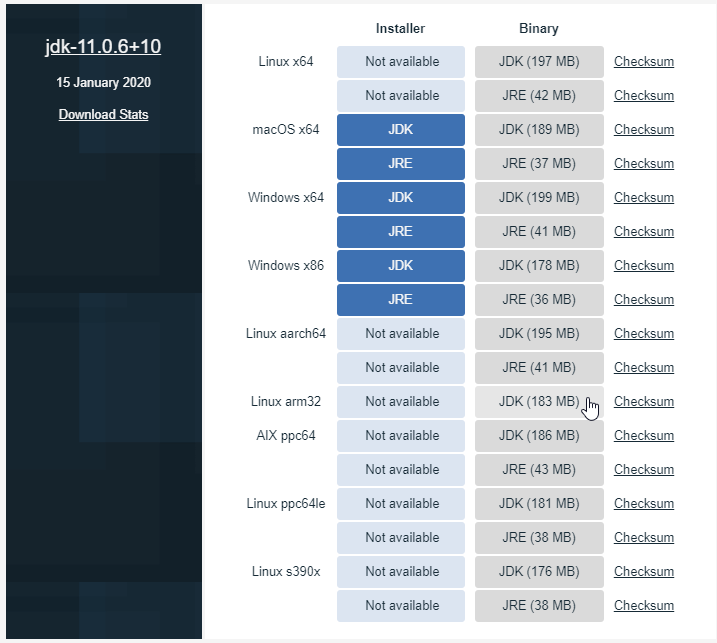 jdk-11.0.6+10
15 January 2020
Download Stats
Installer Binary
Linux x64 Not available JDK (197 MB) Checksum
Not available JRE (42 MB) Checksum
macOS x64 JDK JDK (189 MB) Checksum
JRE JRE (37 MB) Checksum
Windows x64 JDK JDK (199 MB) Checksum
JRE JRE (41 MB) Checksum
Windows x86 JDK JDK (178 MB) Checksum
JRE JRE (36 MB) Checksum
Linux aarch64 Not available JDK (195 MB) Checksum
Not available JRE (41 MB) Checksum
Linux arm32 Not available JDK (183 MB) Checksum
AIX ppc64 Not available JDK (186 MB) Checksum
Not available JRE (43 MB) Checksum
Linux ppc64le Not available JDK (181 MB) Checksum
Not available JRE (38 MB) Checksum
Linux s390x Not available JDK (176 MB) Checksum
Not available JRE (38 MB) Checksum